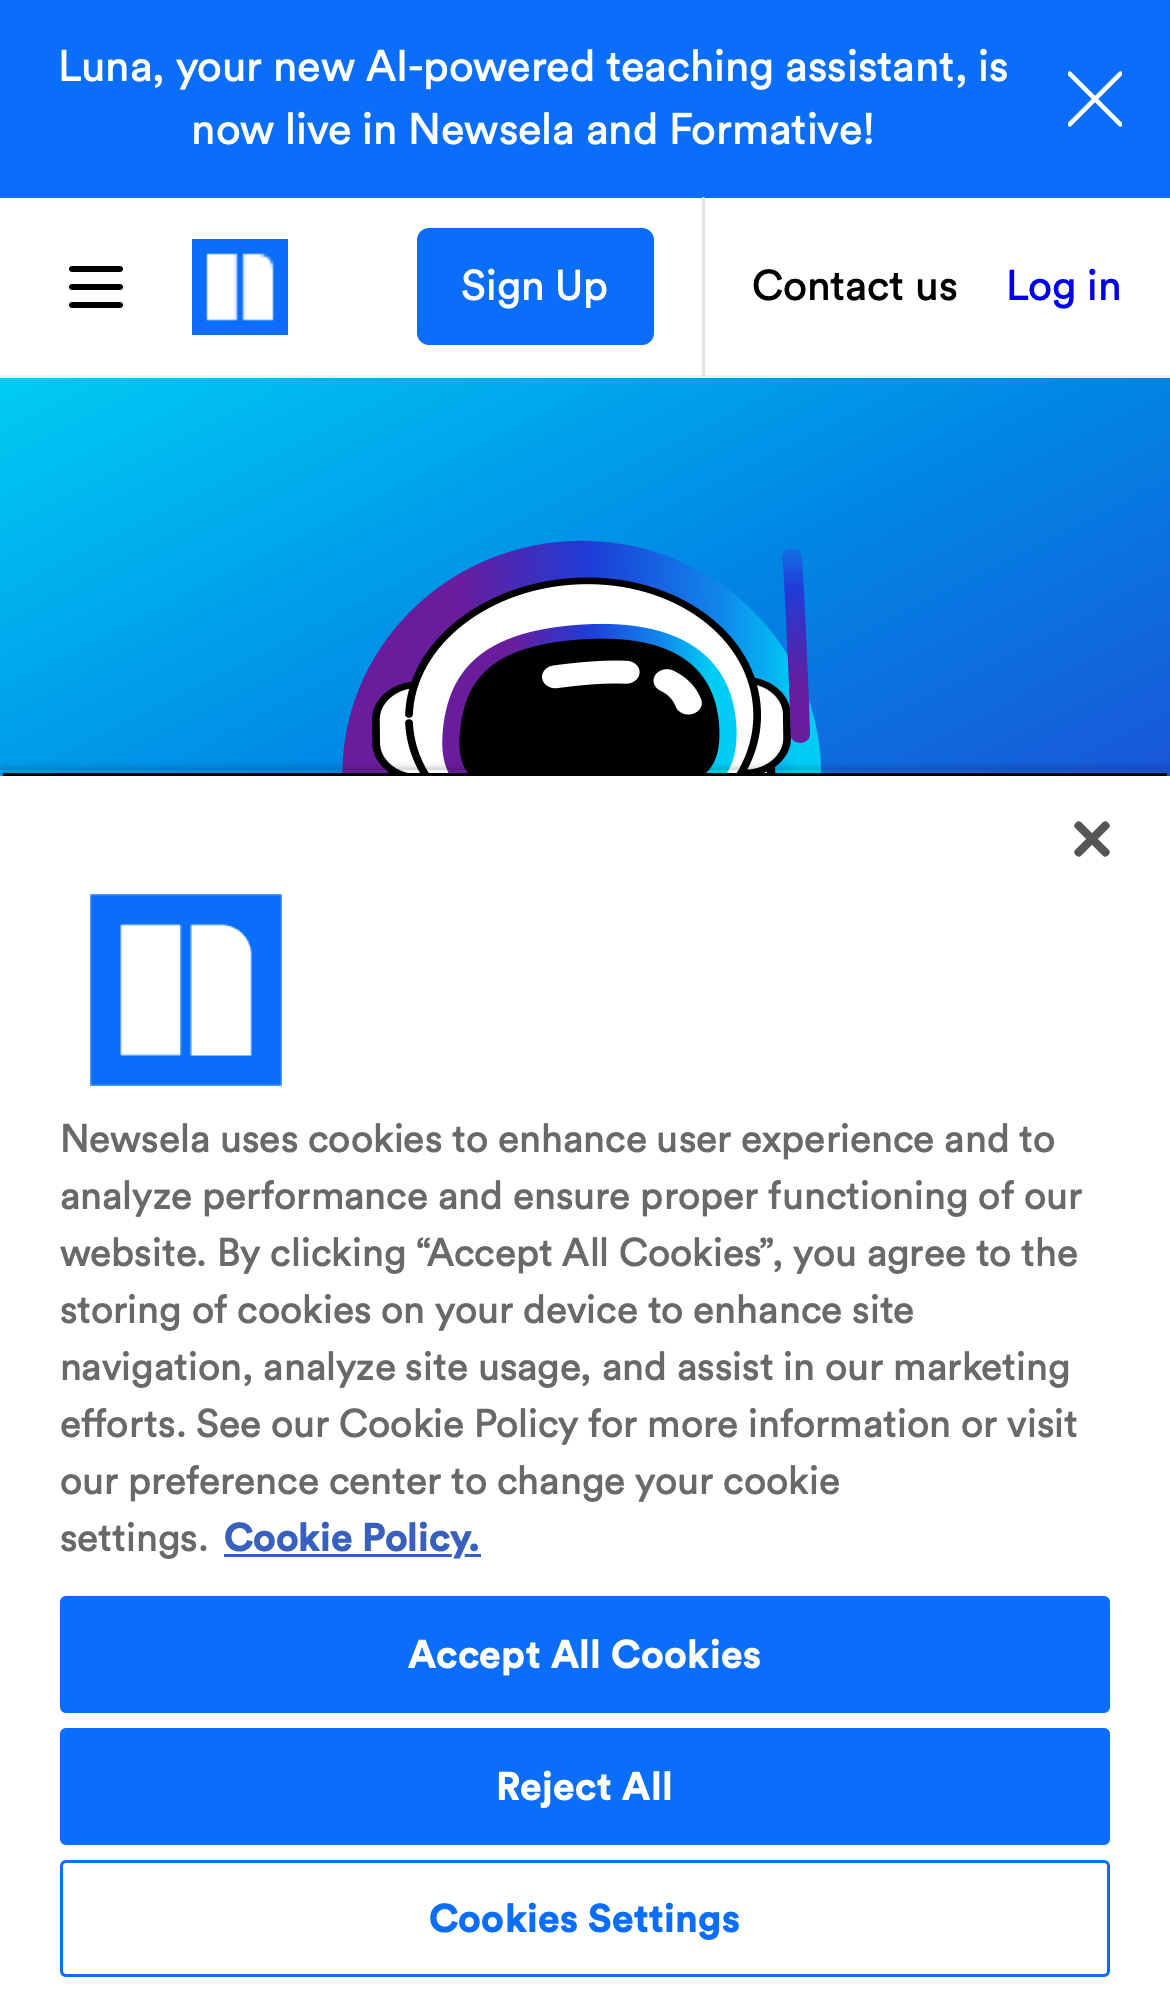 Luna, your new AI-powered teaching assistant, is
now live in Newsela and Formative!
Sign Up
Contact us
Log in
Newsela uses cookies to enhance user experience and to
analyze performance and ensure proper functioning of our
website. By clicking “Accept All Cookies”, you agree to the
storing of cookies on your device to enhance site
navigation, analyze site usage, and assist in our marketing
efforts. See our Cookie Policy for more information or visit
our preference center to change your cookie
settings. Cookie Policy.
Accept All Cookies
Reject All
Cookies Settings